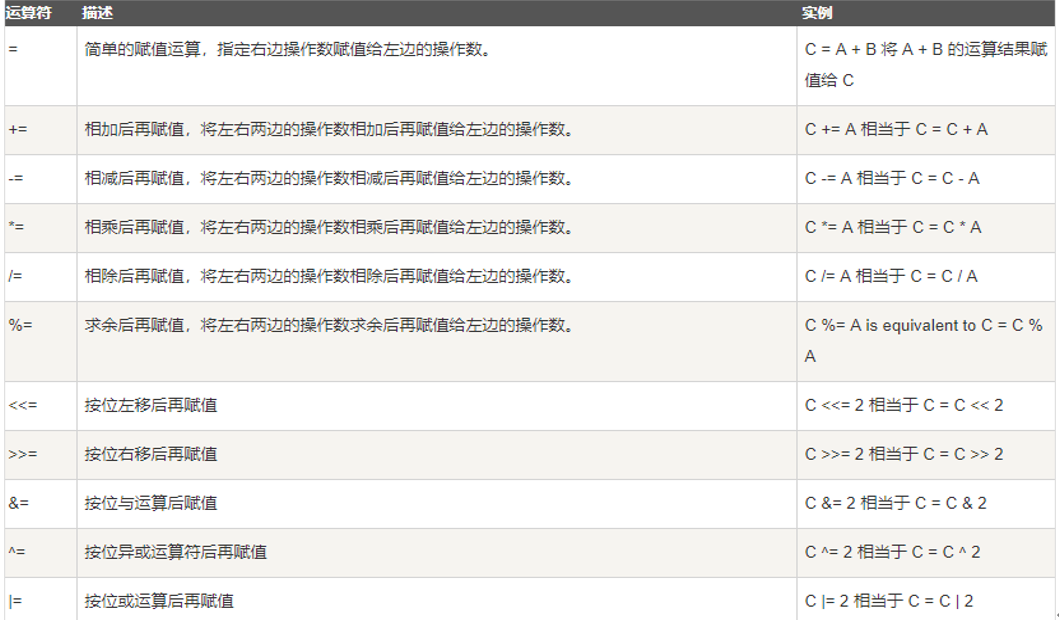 运算符 描述 实例
= 简单的赋值运算，指定右边操作数赋值给左边的操作数。 C = A + B 将 A + B 的运算结果赋
值给 C
+= 相加后再赋值，将左右两边的操作数相加后再赋值给左边的操作数。 C += A 相当于 C = C + A
-= 相减后再赋值，将左右两边的操作数相减后再赋值给左边的操作数。 C -= A 相当于 C = C - A
*= 相乘后再赋值，将左右两边的操作数相乘后再赋值给左边的操作数。 C *= A 相当于 C = C * A
/= 相除后再赋值，将左右两边的操作数相除后再赋值给左边的操作数。 C /= A 相当于 C = C / A
%= 求余后再赋值，将左右两边的操作数求余后再赋值给左边的操作数。 C %= A is equivalent to C = C %
A
<<= 按位左移后再赋值 C <<= 2 相当于 C = C << 2
>>= 按位右移后再赋值 C >>= 2 相当于 C = C >> 2
&= 按位与运算后赋值 C &= 2 相当于 C = C & 2
^= 按位异或运算符后再赋值 C ^= 2 相当于 C = C ^ 2
|= 按位或运算后再赋值 C |= 2 相当于 C = C | 2